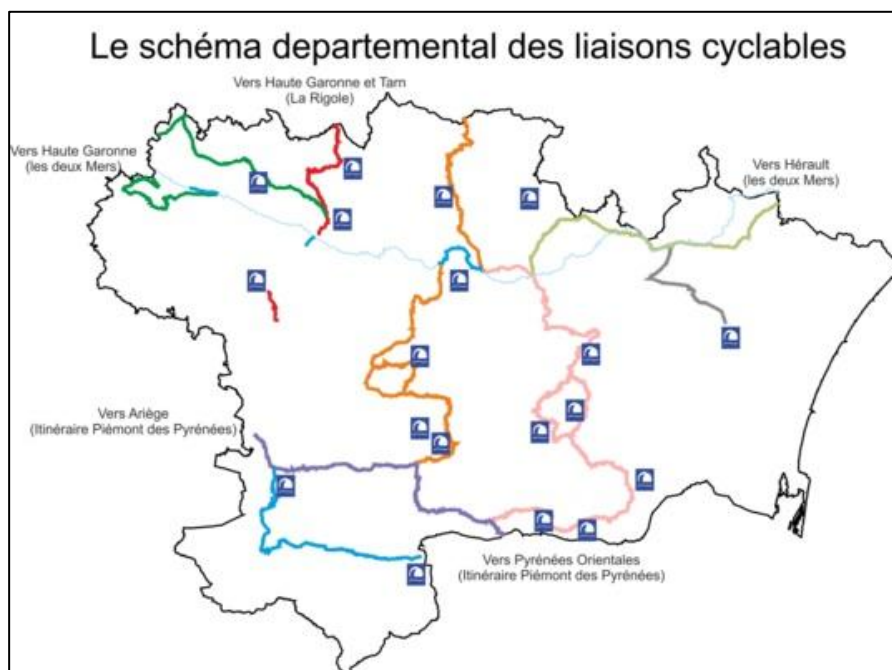 Le schéma departemental des liaisons cyclables
Vers Haute Garonne et Tarn
(La Rigole)
Vers Haute Garonne
(les deux Mers)
Vers Hérault
(les deux Mers)
Vers Ariège
(Itinéraire Piémont des Pyrénées)
Vers Pyrénées Orientales
(Itinéraire Piémont des Pyrénées)